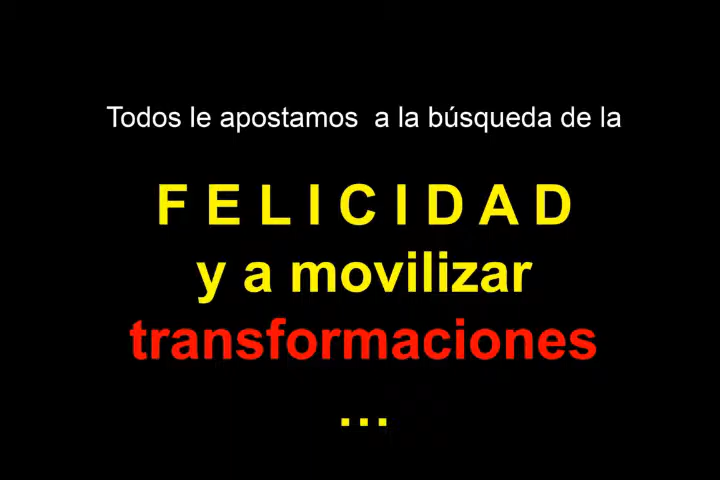 Todos le apostamos  a la búsqueda de la
F E L I C I D A D
y a movilizar
transformaciones
...